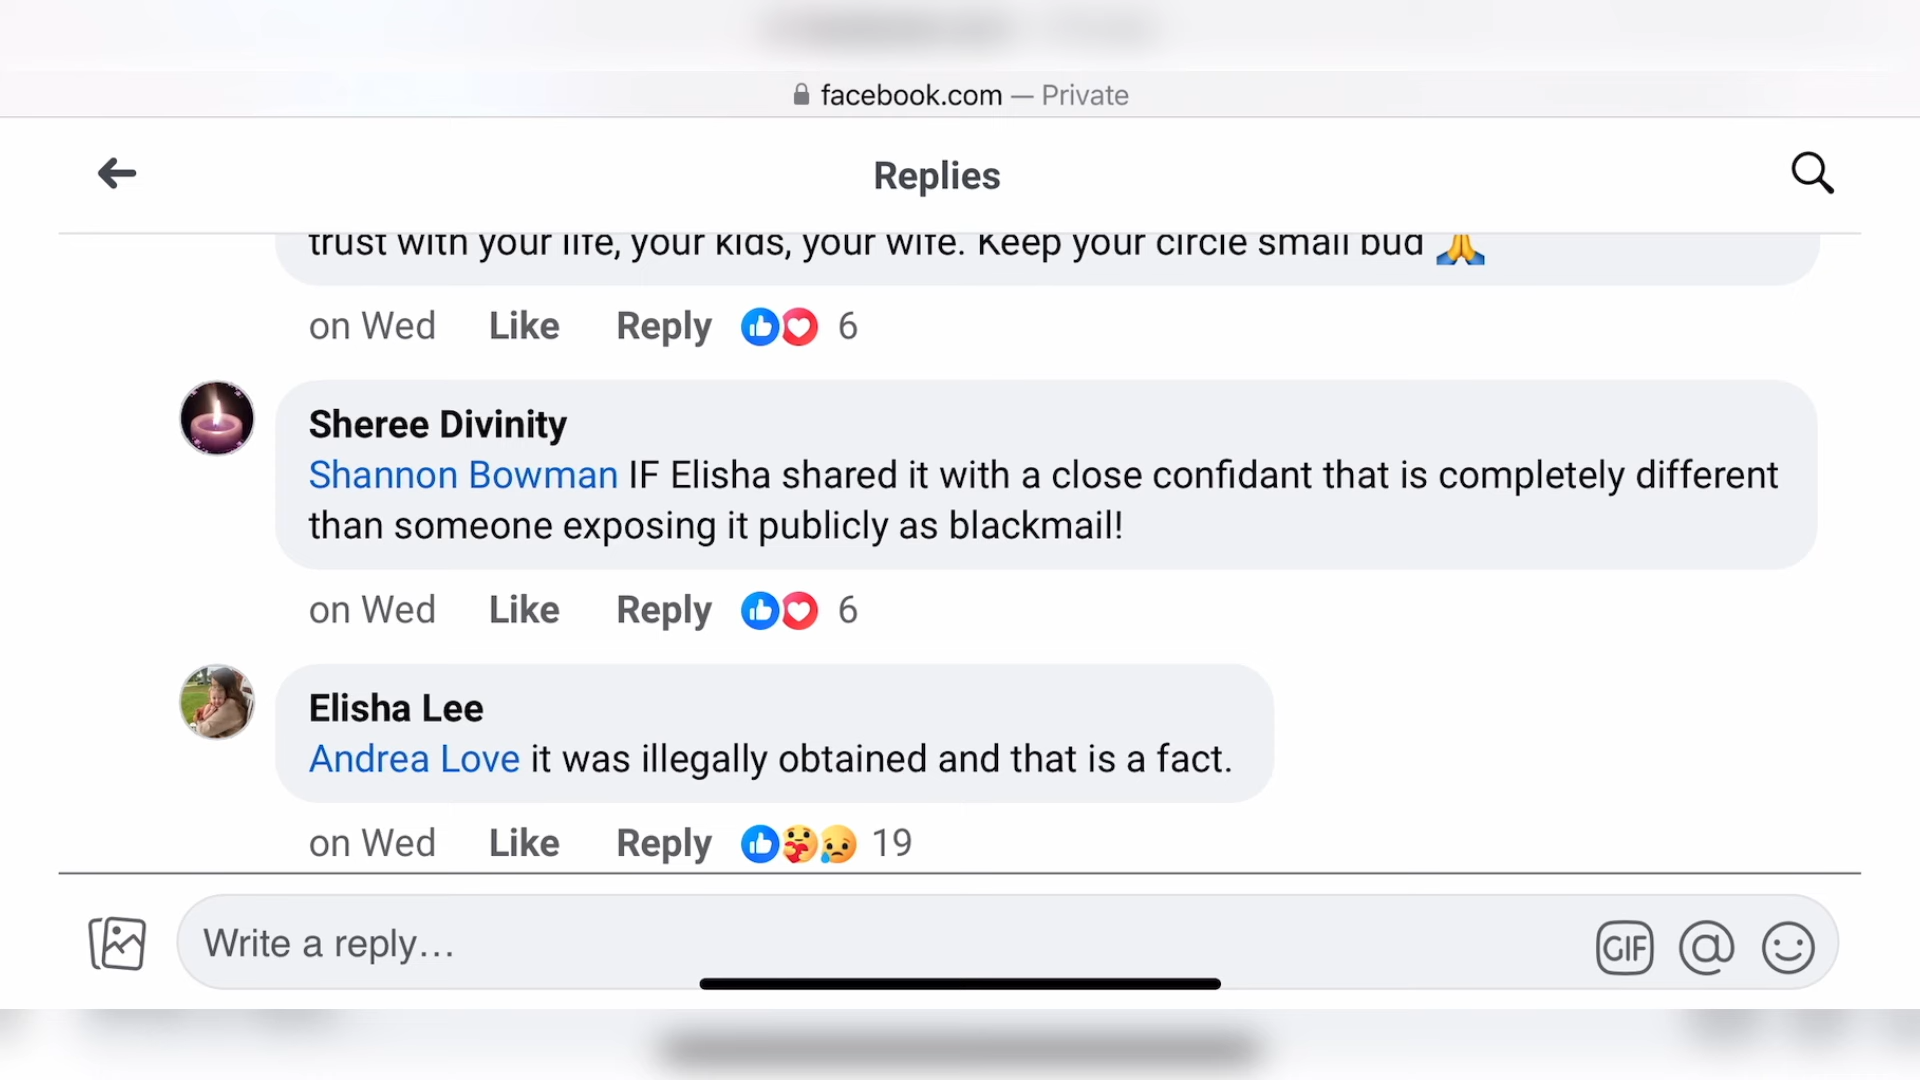 facebook.com — Private
Replies
trust with your life, your kids, your wife. Keep your circle small bud 🙏
on Wed Like Reply 6
Sheree Divinity
Shannon Bowman IF Elisha shared it with a close confidant that is completely different
than someone exposing it publicly as blackmail!
on Wed Like Reply 6
Elisha Lee
Andrea Love it was illegally obtained and that is a fact.
on Wed Like Reply 19
Write a reply...
GIF